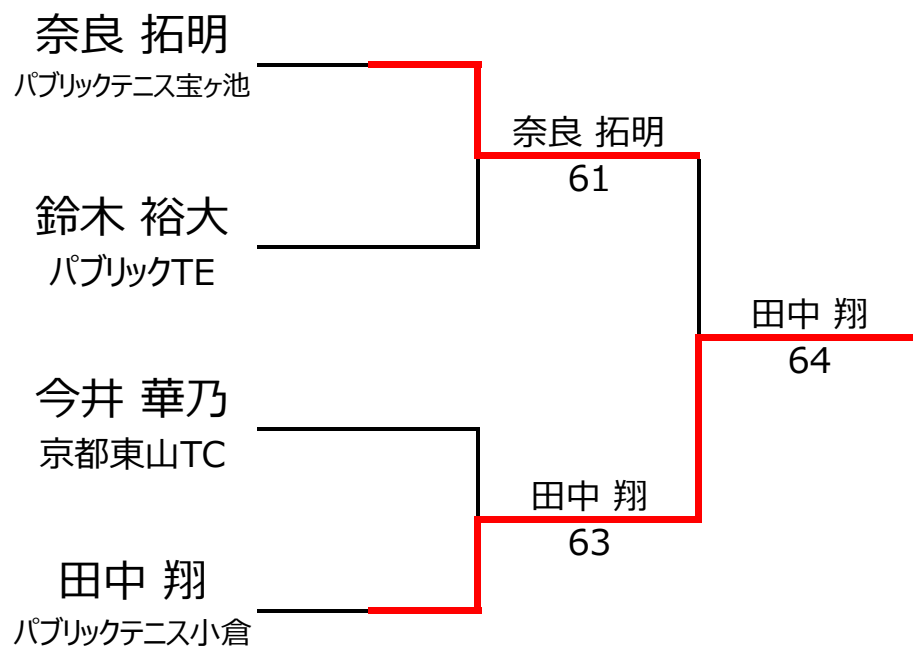 奈良 拓明
パブリックテニス宝ヶ池
鈴木 裕大
パブリックTE
今井 華乃
京都東山TC
田中 翔
パブリックテニス小倉
奈良 拓明
61
田中 翔
63
田中 翔
64